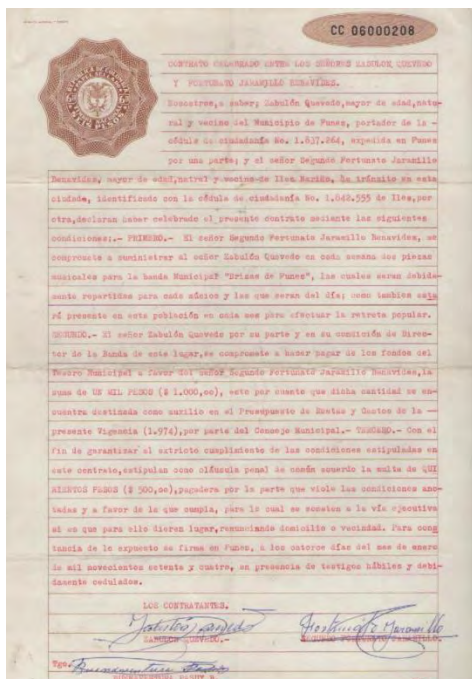 CC 06000208
CONTRATO CELEBRADO ENTRE LOS SEÑORES ZABULON QUEVEDO
Y FORTUNATO JARAMILLO BENAVIDES.
Nosotros,a saber; Zabulón Quevedo,mayor de edad,natu-
ral y vecino del Municipio de Funes, portador de la -
cédula de ciudadanía No. 1.837.264, expedida en Funes
por una parte; y el señor Segundo Fortunato Jaramillo
Benavides, mayor de edad,natral y vecino de Iles Nariño, de tránsito en esta
ciudade, identificado con la cédula de ciudadanía No. 1.842.555 de Iles,por
otra,declaran haber celebrado el presente contrato mediante las siguientes
condiciones:.- PRIMERO.- El señor Segundo Fortunato Jaramillo Benavides, se
compromete a suministrar al señor Zabulón Quevedo en cada semana dos piezas
musicales para la banda Municipal "Brisas de Funes", las cuales seran debida-
mente repartidas para cada músico y las que seran del día; como tambien esta
rá presente en esta población en cada mes para efectuar la retreta popular.
SEGUNDO.- El señor Zabulón Quevedo por su parte y en su condición de Direc-
tor de la Banda de este lugar,se compromete a hacer pagar de los fondos del
Tesoro Municipal a favor del señor Segundo Fortunato Jaramillo Benavides,la
suma de UN MIL PESOS ($ 1.000,oo), esto por cuanto que dicha cantidad se en-
cuentra destinada como auxilio en el Presupuesto de Rentas y Gastos de la —
presente Vigencia (1.974),por parte del Concejo Municipal.- TERCERO.- Con el
fin de garantizar el extricto cumplimiento de las condiciones estipuladas en
este contrato,estipulan como cláusula penal de común acuerdo la multa de QUI
NIENTOS PESOS ($ 500,oo),pagadera por la parte que viole las condiciones ano-
tadas y a favor de la que cumpla, para lo cual se someten a la vía ejecutiva
si es que para ello dieren lugar,renunciando domicilio o vecindad. Para cons
tancia de lo expuesto se firma en Funes, a los catorce días del mes de enero
de mil novecientos setenta y cuatro, en presencia de testigos hábiles y debi-
damente cedulados.
LOS CONTRATANTES.
ZABULON QUEVEDO.- SEGUNDO FORTUNATO JARAMILLO.
Tgo.